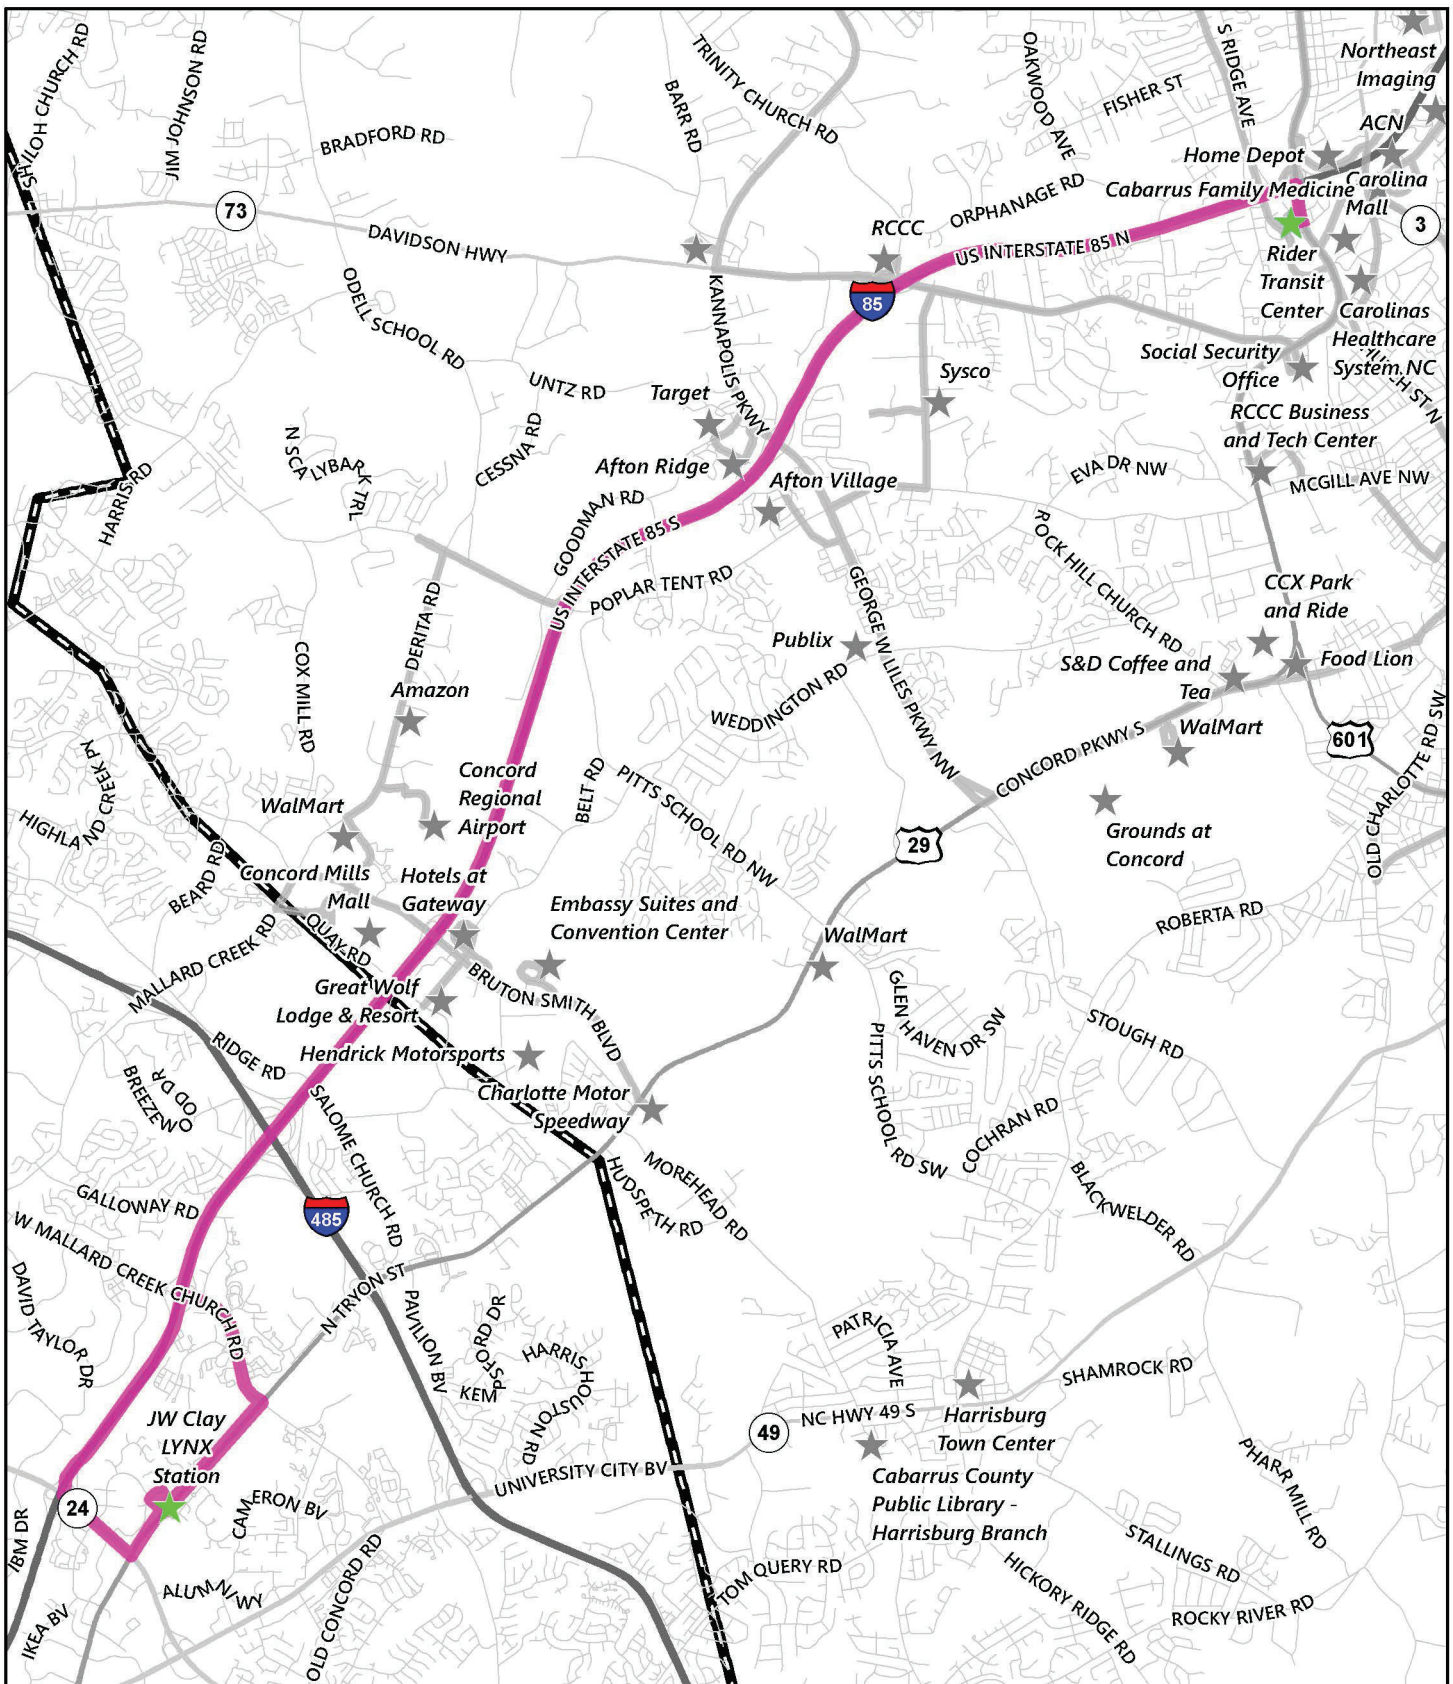 SHILOH CHURCH RD
JIM JOHNSON RD
BRADFORD RD
BARR RD
TRINITY CHURCH RD
OAKWOOD AVE
FISHER ST
S RIDGE AVE
Northeast
Imaging
ACN
Home Depot
Cabarrus Family Medicine
Carolina
Mall
73
3
DAVIDSON HWY
RCCC
ORPHANAGE RD
US INTERSTATE 85 N
Rider
Transit
Center
85
Carolinas
Healthcare
System NC
CHURCH ST N
ODELL SCHOOL RD
KANNAPOLIS PKWY
UNTZ RD
Target
Sysco
Social Security
Office
RCCC Business
and Tech Center
N SCALYBARK TRL
CESSNA RD
Afton Ridge
Afton Village
EVA DR NW
MCGILL AVE NW
HARRIS RD
GOODMAN RD
US INTERSTATE 85 S
POPLAR TENT RD
ROCK HILL CHURCH RD
CCX Park
and Ride
DERITA RD
GEORGE W LILES PKWY NW
Publix
S&D Coffee and
Tea
Food Lion
COX MILL RD
Amazon
WEDDINGTON RD
WalMart
CONCORD PKWY S
601
OLD CHARLOTTE RD SW
HIGHLAND CREEK PY
Concord
Regional
Airport
BELT RD
PITTS SCHOOL RD NW
WalMart
Grounds at
Concord
29
BEARD RD
Concord Mills
Mall
Hotels at
Gateway
Embassy Suites and
Convention Center
ROBERTA RD
MALLARD CREEK RD
QUAY RD
WalMart
Great Wolf
Lodge & Resort
BRUTON SMITH BLVD
GLEN HAVEN DR SW
STOUGH RD
RIDGE RD
Hendrick Motorsports
PITTS SCHOOL RD SW
BREEZEWOOD DR
SALOME CHURCH RD
Charlotte Motor
Speedway
COCHRAN RD
HUDSPETH RD
MOREHEAD RD
BLACKWELDER RD
GALLOWAY RD
485
W MALLARD CREEK CHURCH RD
DAVID TAYLOR DR
N TRYON ST
PAVILION BV
KEMPSFORD DR
HARRIS HOUSTON RD
PATRICIA AVE
SHAMROCK RD
JW Clay
LYNX
Station
49
NC HWY 49 S
Harrisburg
Town Center
Cabarrus County
Public Library -
Harrisburg Branch
PHARR MILL RD
24
CAMERON BV
UNIVERSITY CITY BV
IBM DR
ALUMNI WY
OLD CONCORD RD
TOM QUERY RD
STALLINGS RD
HICKORY RIDGE RD
ROCKY RIVER RD
IKEA BV